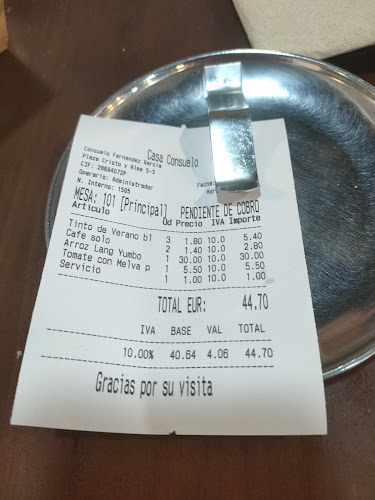 Casa Consuelo
Consuelo Fernandez Garcia
Plaza Cristo y Alma 5-3
CIF: 28694072P
Operario: Administrador
Fecha:
N. Interno: 1505
MESA: 101 [Principal] PENDIENTE DE COBRO
Articulo Ud Precio IVA Importe
Tinto de Verano bl 3 1.80 10.0 5.40
Cafe solo 2 1.40 10.0 2.80
Arroz Lang Yumbo 1 30.00 10.0 30.00
Tomate con Melva p 1 5.50 10.0 5.50
Servicio 1 1.00 10.0 1.00
TOTAL EUR: 44.70
IVA BASE VAL TOTAL
10.00% 40.64 4.06 44.70
Gracias por su visita